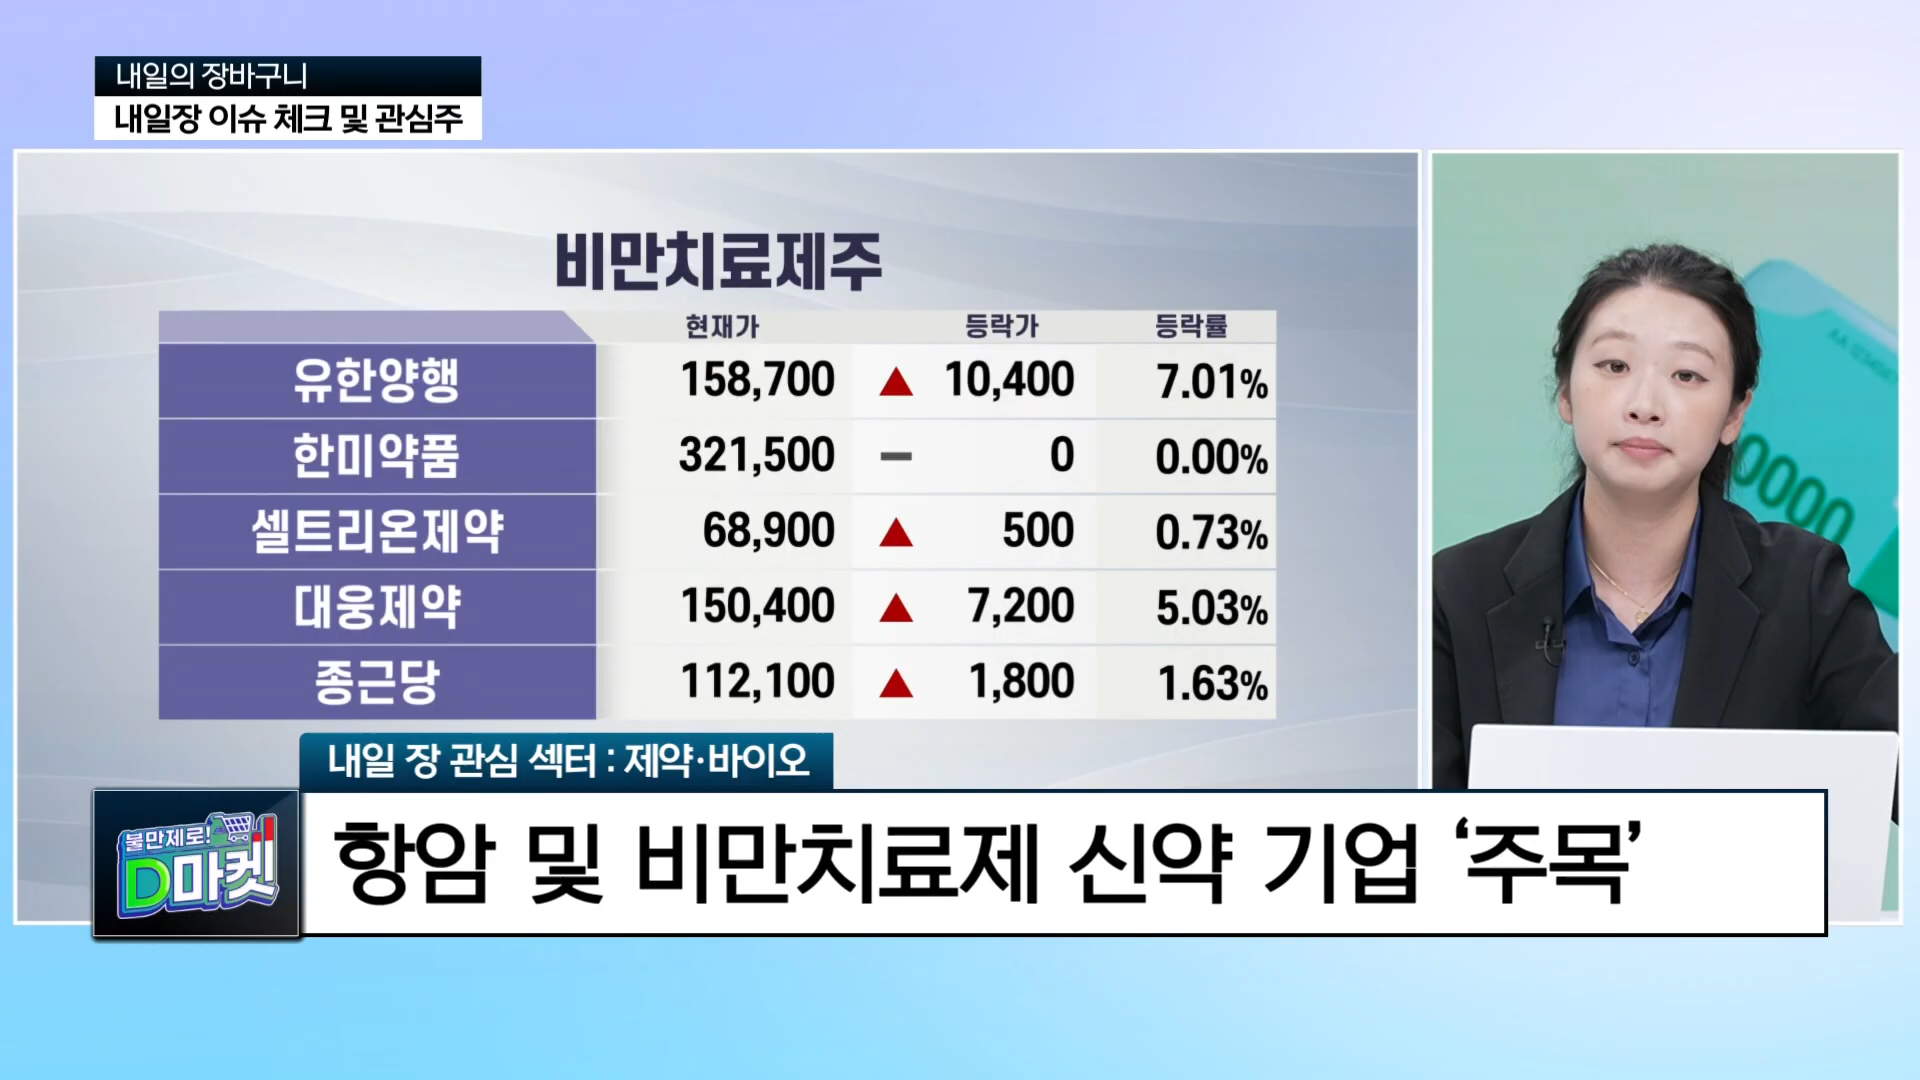 내일의 장바구니
내일장 이슈 체크 및 관심주
비만치료제주
현재가 등락가 등락률
유한양행 158,700 ▲ 10,400 7.01%
한미약품 321,500 − 0 0.00%
셀트리온제약 68,900 ▲ 500 0.73%
대웅제약 150,400 ▲ 7,200 5.03%
종근당 112,100 ▲ 1,800 1.63%
0000
내일 장 관심 섹터 : 제약·바이오
불만제로!
D마켓
항암 및 비만치료제 신약 기업 ‘주목’